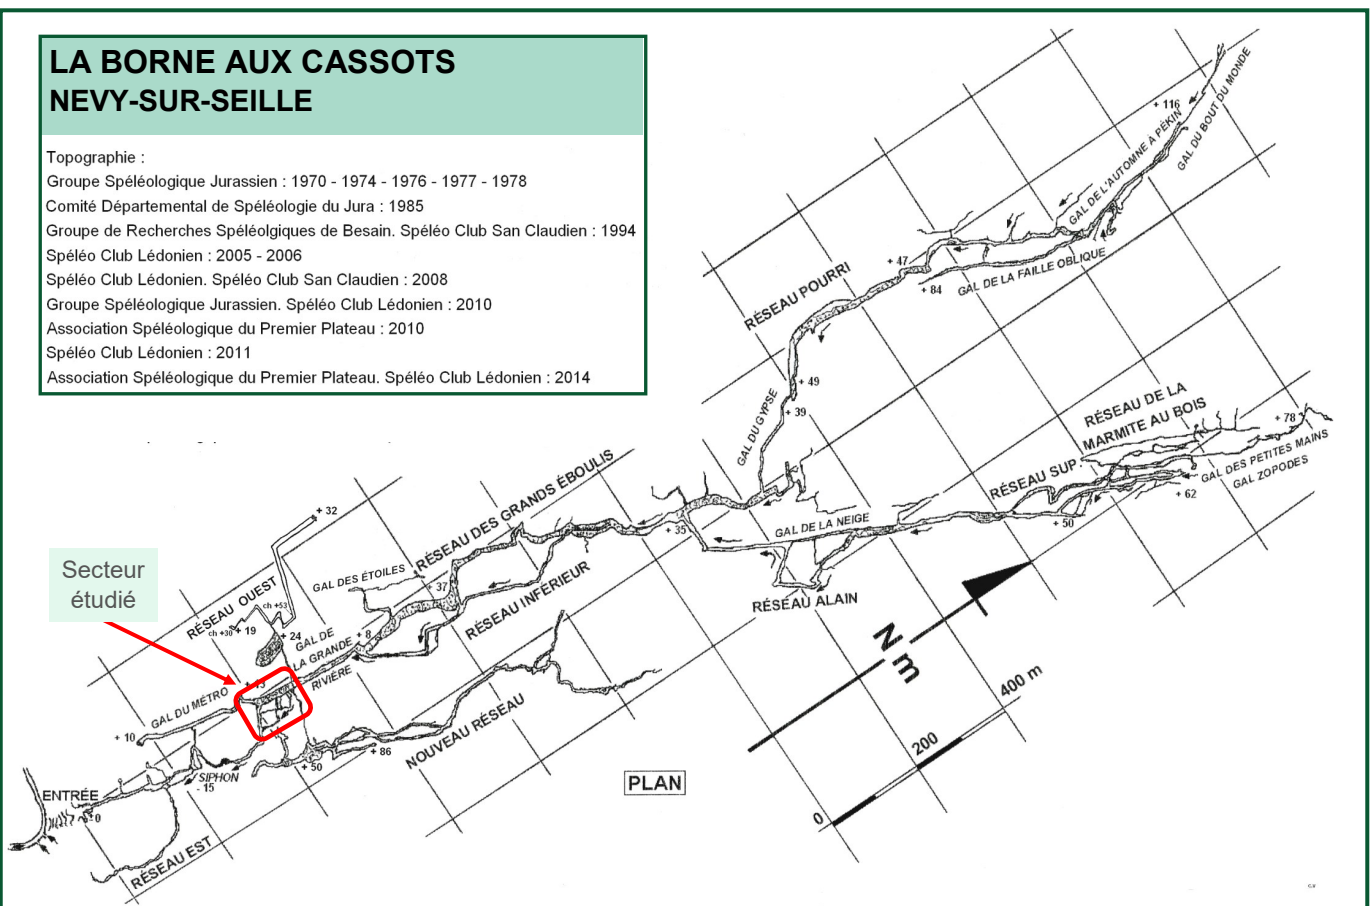 LA BORNE AUX CASSOTS
NEVY-SUR-SEILLE
Topographie :
Groupe Spéléologique Jurassien : 1970 - 1974 - 1976 - 1977 - 1978
Comité Départemental de Spéléologie du Jura : 1985
Groupe de Recherches Spéléolgiques de Besain. Spéléo Club San Claudien : 1994
Spéléo Club Lédonien : 2005 - 2006
Spéléo Club Lédonien. Spéléo Club San Claudien : 2008
Groupe Spéléologique Jurassien. Spéléo Club Lédonien : 2010
Association Spéléologique du Premier Plateau : 2010
Spéléo Club Lédonien : 2011
Association Spéléologique du Premier Plateau. Spéléo Club Lédonien : 2014
+ 116
GAL DU BOUT DU MONDE
GAL DE L'AUTOMNE À PÉKIN
+ 47
+ 84
GAL DE LA FAILLE OBLIQUE
RÉSEAU POURRI
+ 49
+ 39
GAL DU GYPSE
RÉSEAU DE LA
MARMITE AU BOIS
+ 78
RÉSEAU SUP.
GAL DES PETITES MAINS
GAL ZOPODES
+ 62
+ 50
GAL DE LA NEIGE
+ 35
RÉSEAU ALAIN
RÉSEAU DES GRANDS ÉBOULIS
+ 32
Secteur
étudié
RÉSEAU OUEST
ch +53
ch +30
+ 19
+ 24
GAL DES ÉTOILES
+ 37
RÉSEAU INFÉRIEUR
GAL DE
LA GRANDE
RIVIÈRE
+ 8
GAL DU MÉTRO
+ 10
SIPHON
- 15
+ 50
+ 86
NOUVEAU RÉSEAU
ENTRÉE
±0
RÉSEAU EST
PLAN
Nm
0
200
400 m